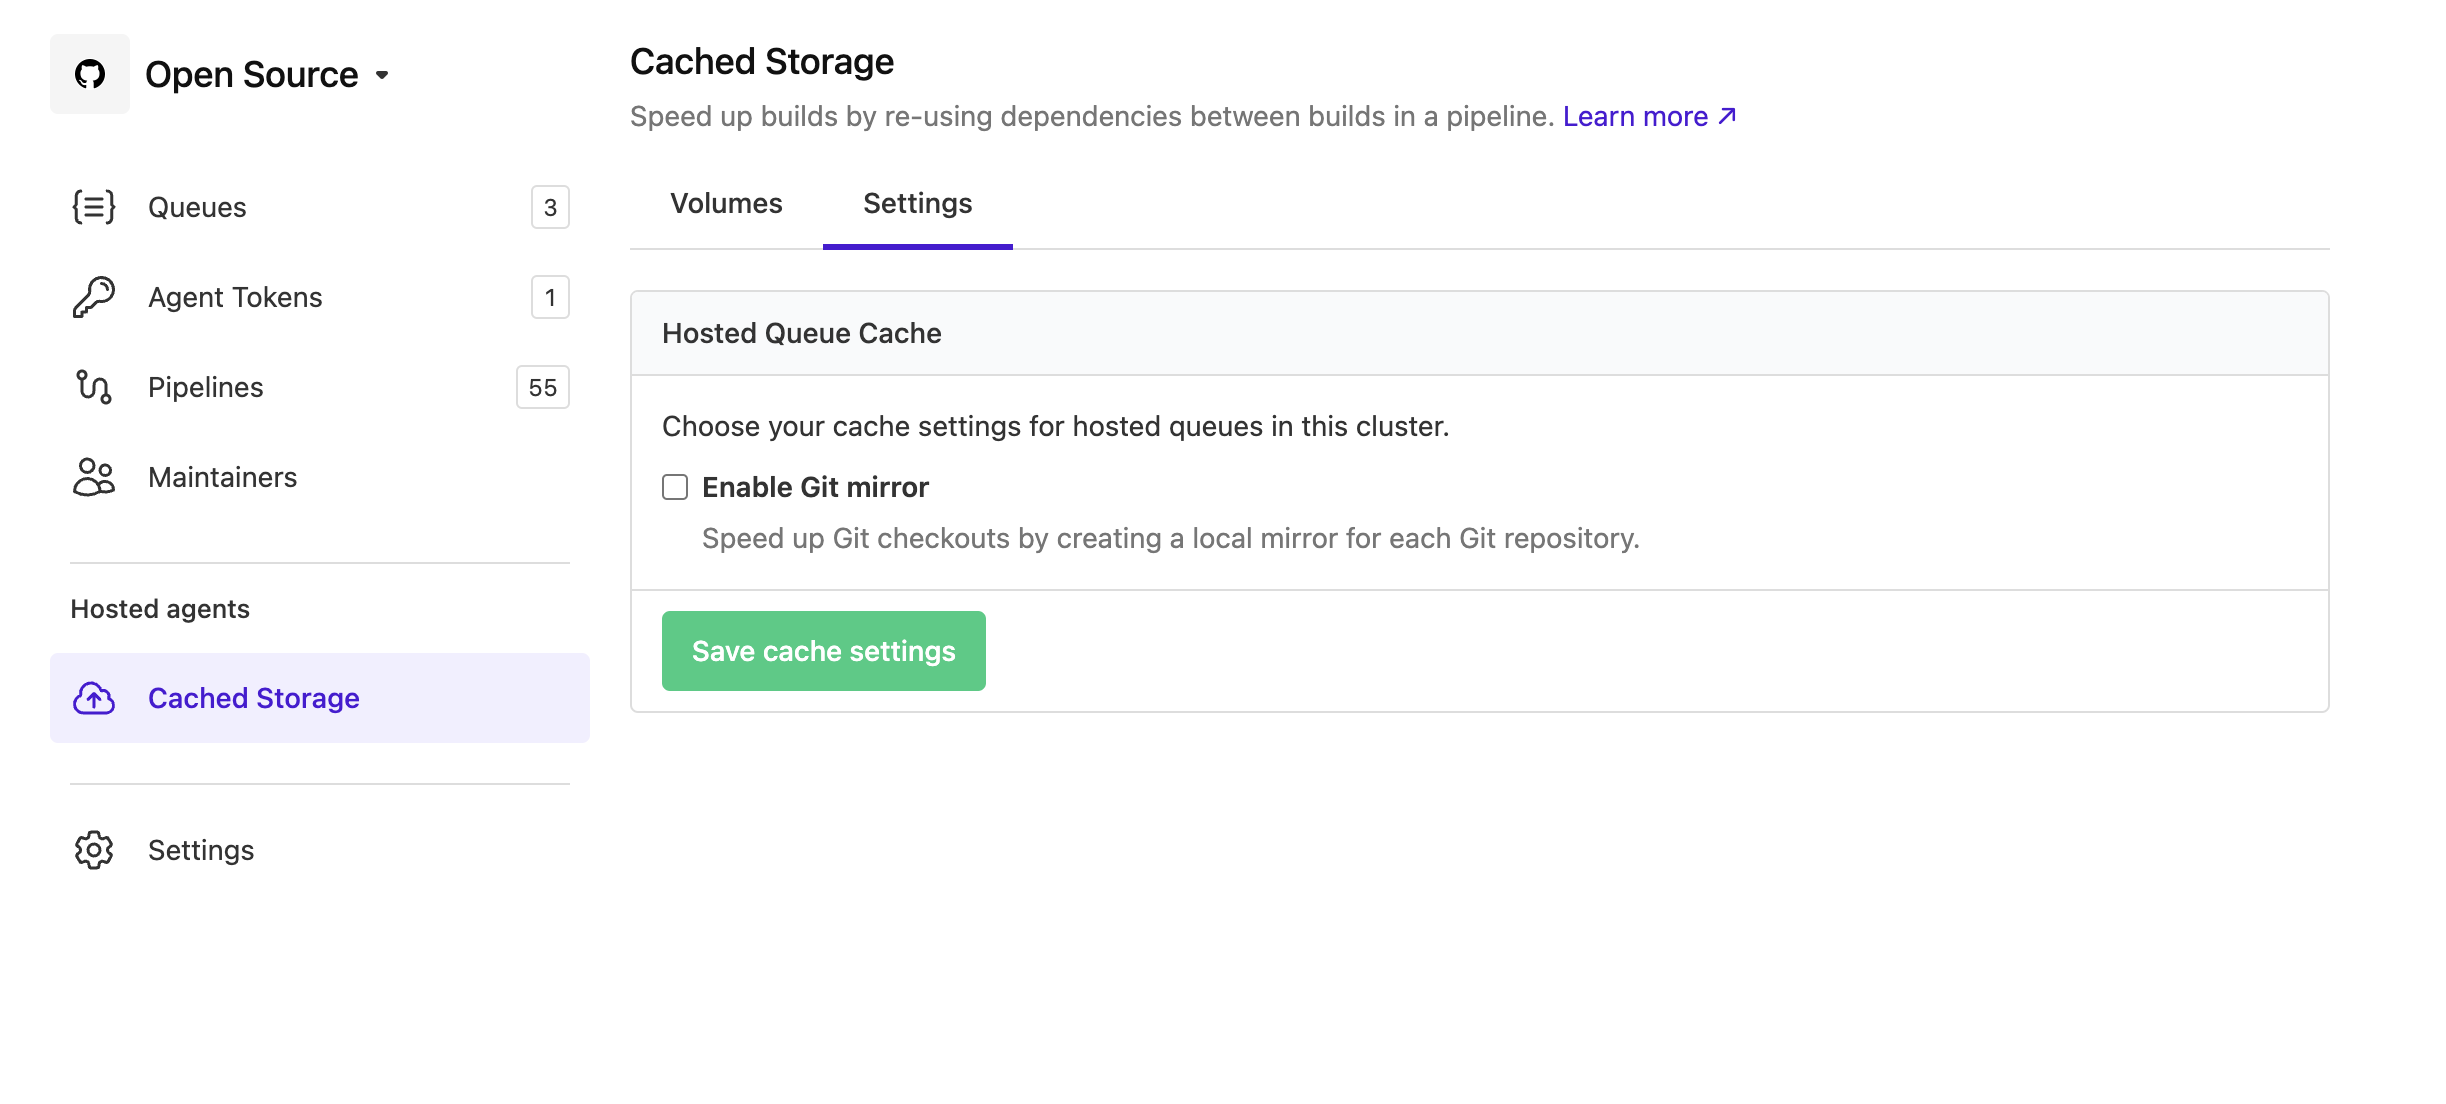 Open Source
Queues 3
Agent Tokens 1
Pipelines 55
Maintainers
Hosted agents
Cached Storage
Settings
Cached Storage
Speed up builds by re-using dependencies between builds in a pipeline. Learn more
Volumes Settings
Hosted Queue Cache
Choose your cache settings for hosted queues in this cluster.
Enable Git mirror
Speed up Git checkouts by creating a local mirror for each Git repository.
Save cache settings